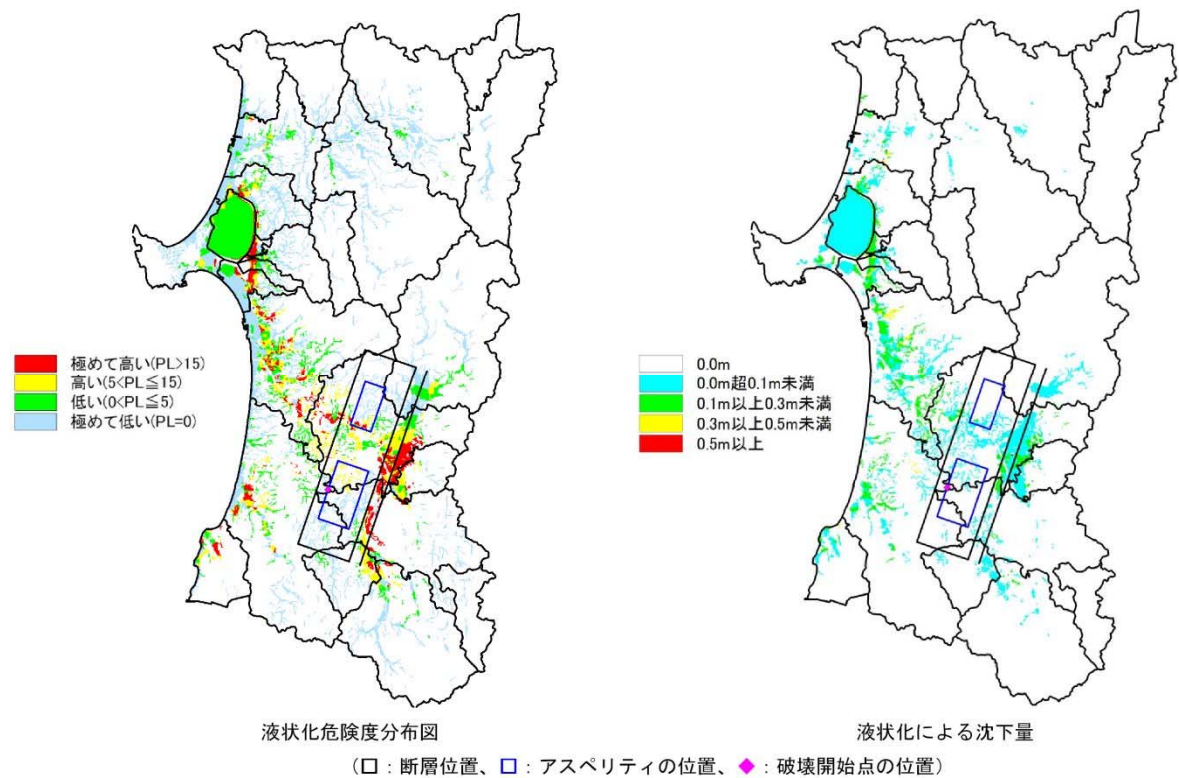 極めて高い(PL>15)
高い(5<PL≦15)
低い(0<PL≦5)
極めて低い(PL=0)
0.0m
0.0m超0.1m未満
0.1m以上0.3m未満
0.3m以上0.5m未満
0.5m以上
液状化危険度分布図
液状化による沈下量
(□:断層位置、□:アスペリティの位置、◆:破壊開始点の位置)